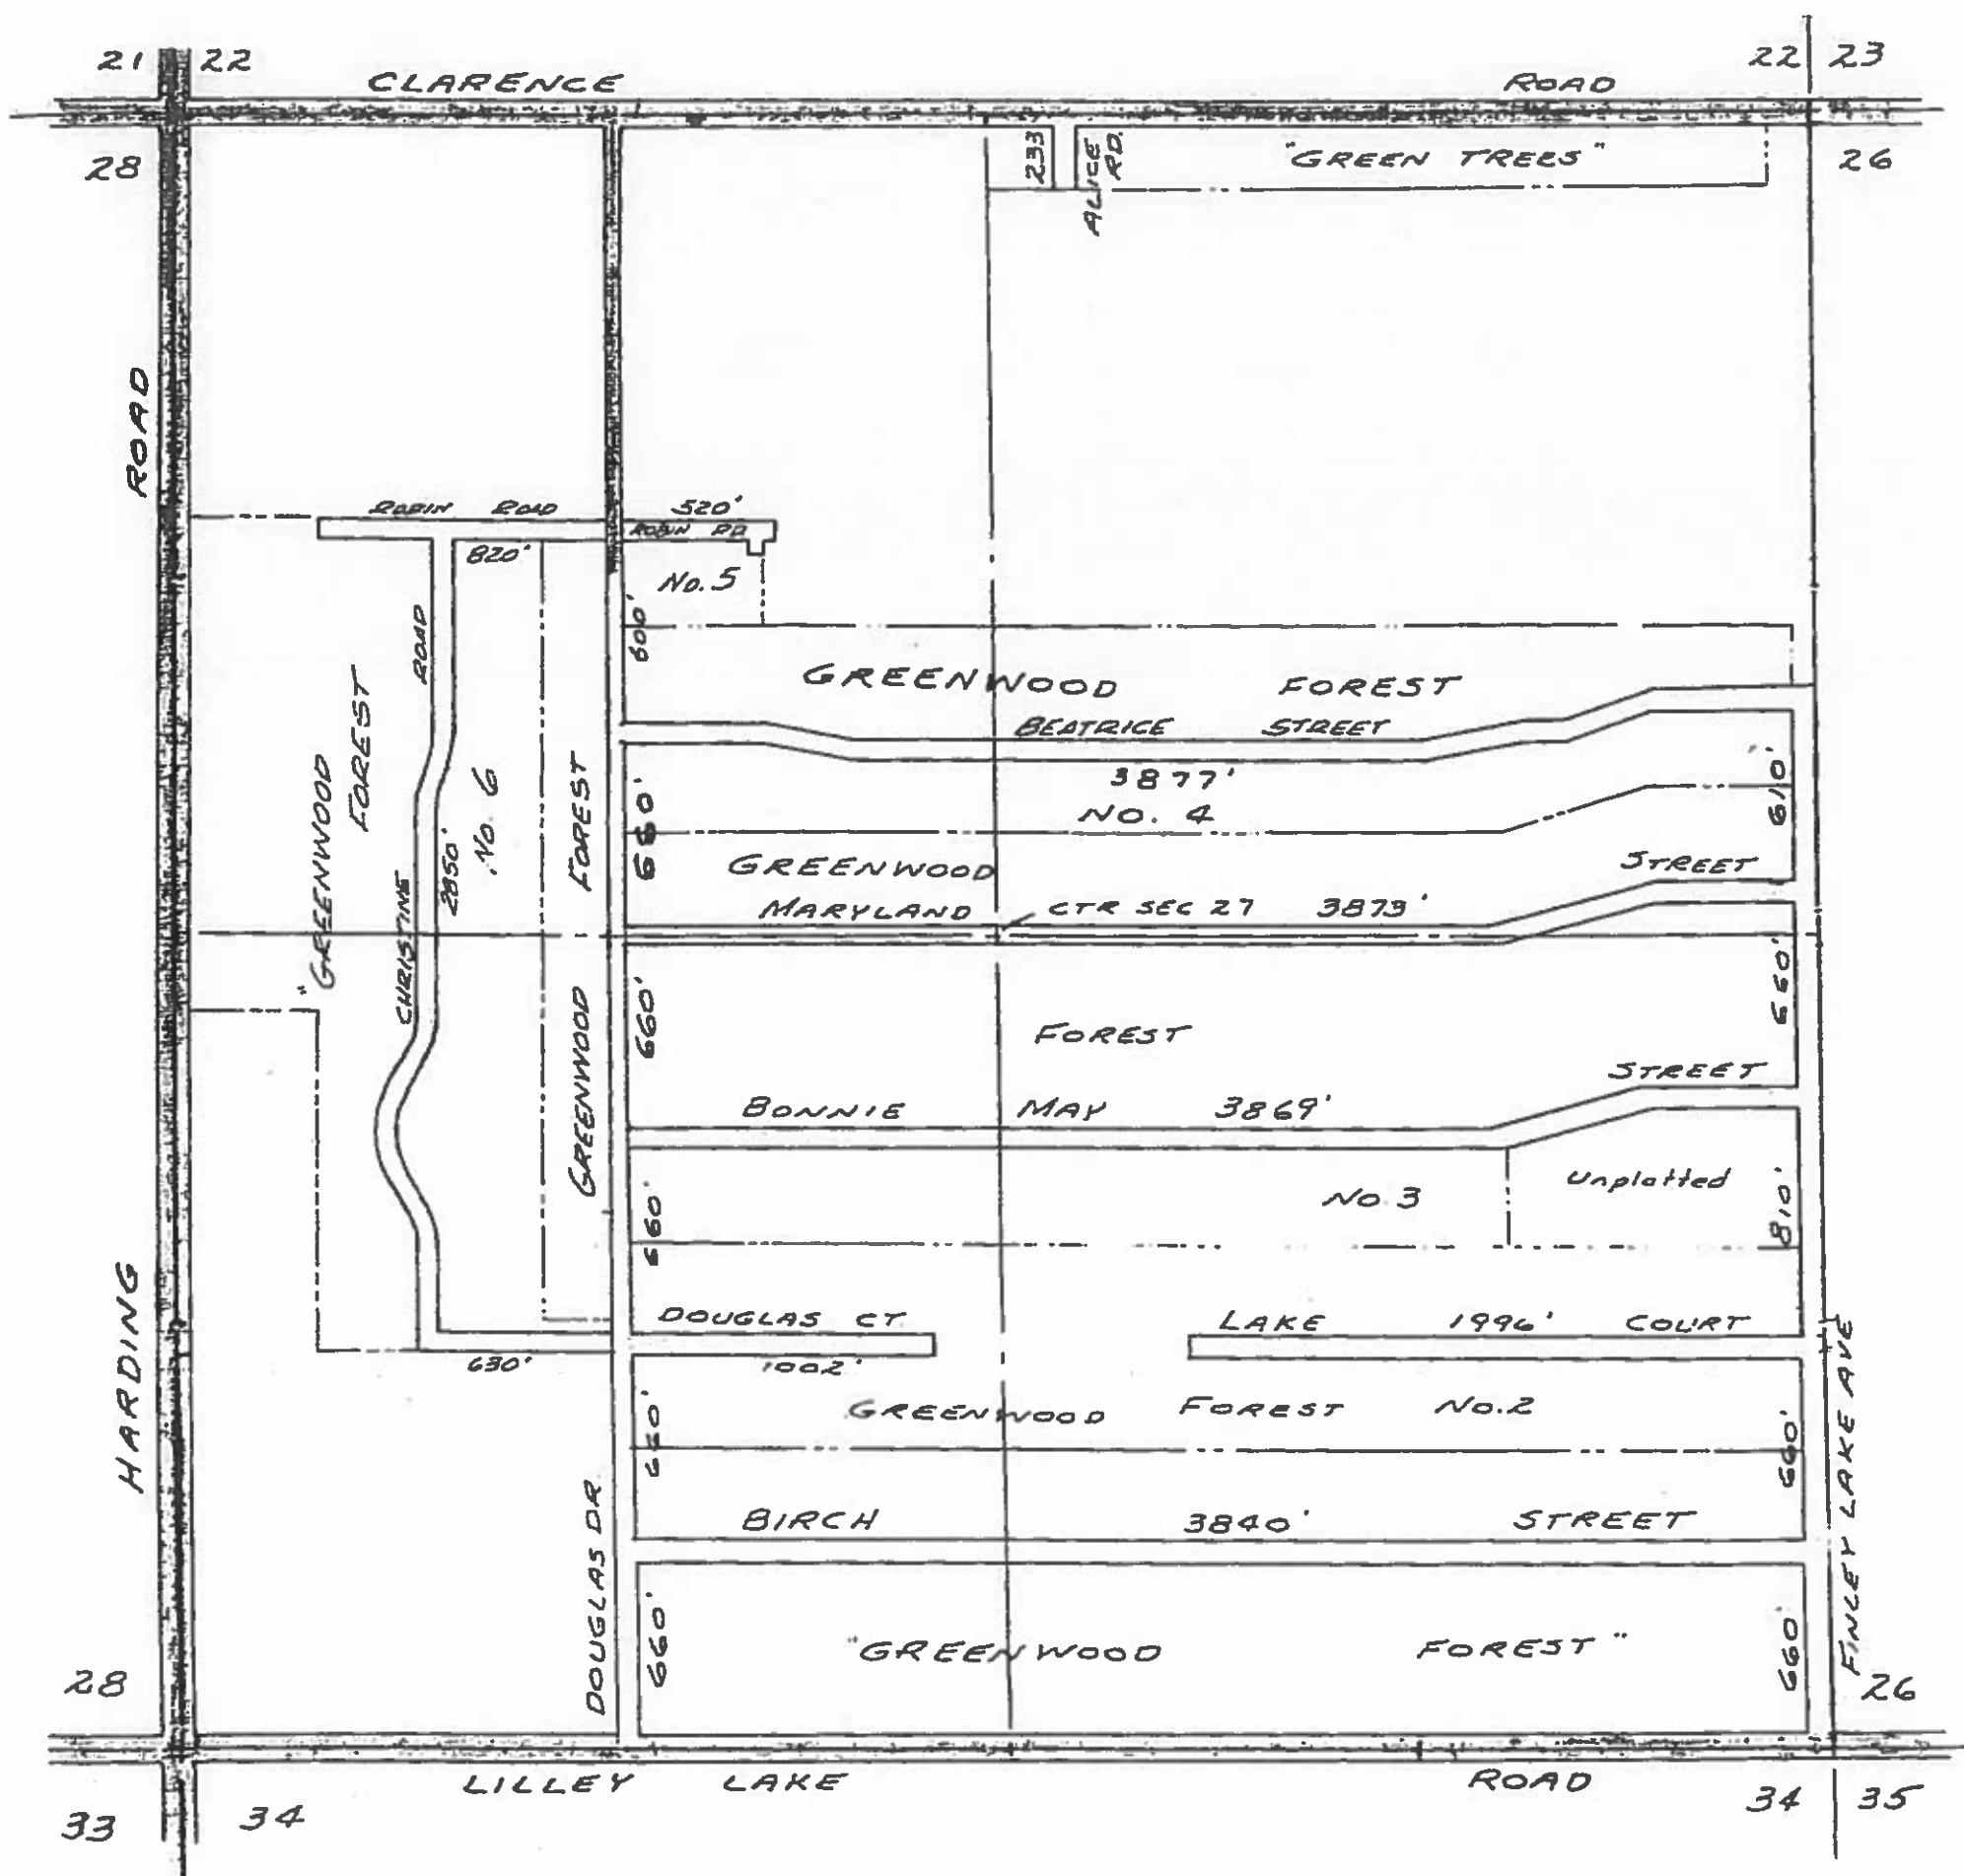 21 22
22 23
CLARENCE ROAD
28
26
233
ALICE RD.
"GREEN TREES"
ROAD
ROBIN ROAD
520'
ROBIN RD
820'
No. 5
600'
GREENWOOD FOREST
BEATRICE STREET
3877'
NO. 4
610'
ROAD
"GREENWOOD FOREST
No. 6
FOREST
2850'
CHRISTINE
GREENWOOD
GREENWOOD
STREET
MARYLAND
CTR SEC 27
3873'
660'
660'
FOREST
STREET
BONNIE MAY 3869'
No. 3
Unplatted
660'
810'
DOUGLAS CT
1002'
LAKE 1996' COURT
630'
GREENWOOD FOREST No. 2
660'
660'
HARDING
DOUGLAS DR
FINLEY LAKE AVE
BIRCH 3840' STREET
660'
"GREENWOOD FOREST"
660'
28
26
LILLEY LAKE ROAD
33 34
34 35